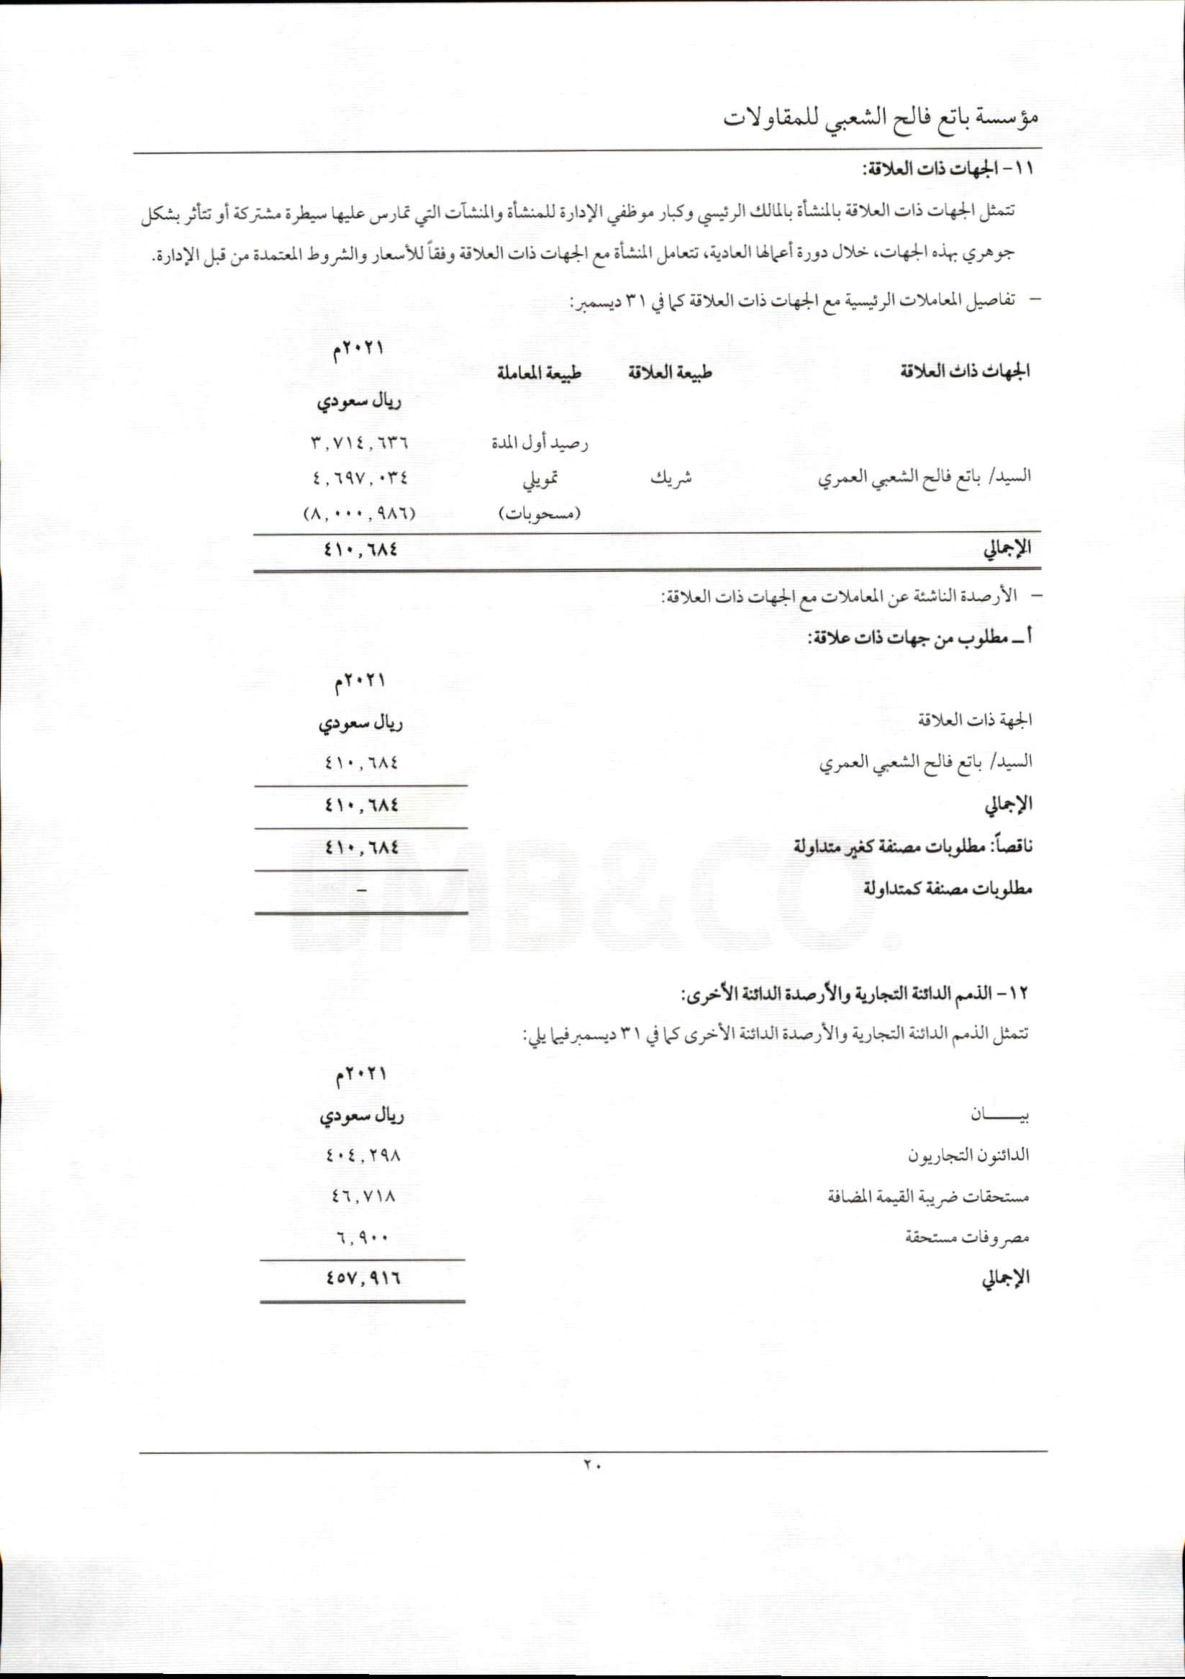 مؤسسة باتع فالح الشعبي للمقاولات
١١- الجهات ذات العلاقة:
تتمثل الجهات ذات العلاقة بالمنشأة بالمالك الرئيسي وكبار موظفي الإدارة للمنشأة والمنشآت التي تمارس عليها سيطرة مشتركة أو تتأثر بشكل
جوهري بهذه الجهات، خلال دورة أعمالها العادية، تتعامل المنشأة مع الجهات ذات العلاقة وفقاً للأسعار والشروط المعتمدة من قبل الإدارة.
- تفاصيل المعاملات الرئيسية مع الجهات ذات العلاقة كما في ٣١ ديسمبر:
٢٠٢١م
الجهات ذات العلاقة طبيعة العلاقة طبيعة المعاملة
ريال سعودي
رصيد أول المدة ٣,٧١٤,٦٣٦
السيد/ باتع فالح الشعبي العمري شريك تمويلي ٤,٦٩٧,٠٣٤
(مسحوبات) (٨,٠٠٠,٩٨٦)
الإجمالي ٤١٠,٦٨٤
- الأرصدة الناشئة عن المعاملات مع الجهات ذات العلاقة:
أ ــ مطلوب من جهات ذات علاقة:
٢٠٢١م
الجهة ذات العلاقة ريال سعودي
السيد/ باتع فالح الشعبي العمري ٤١٠,٦٨٤
الإجمالي ٤١٠,٦٨٤
ناقصاً: مطلوبات مصنفة كغير متداولة ٤١٠,٦٨٤
مطلوبات مصنفة كمتداولة -
١٢- الذمم الدائنة التجارية والأرصدة الدائنة الأخرى:
تتمثل الذمم الدائنة التجارية والأرصدة الدائنة الأخرى كما في ٣١ ديسمبر فيما يلي:
٢٠٢١م
بيـــــان ريال سعودي
الدائنون التجاريون ٤٠٤,٢٩٨
مستحقات ضريبة القيمة المضافة ٤٦,٧١٨
مصروفات مستحقة ٦,٩٠٠
الإجمالي ٤٥٧,٩١٦
٢٠